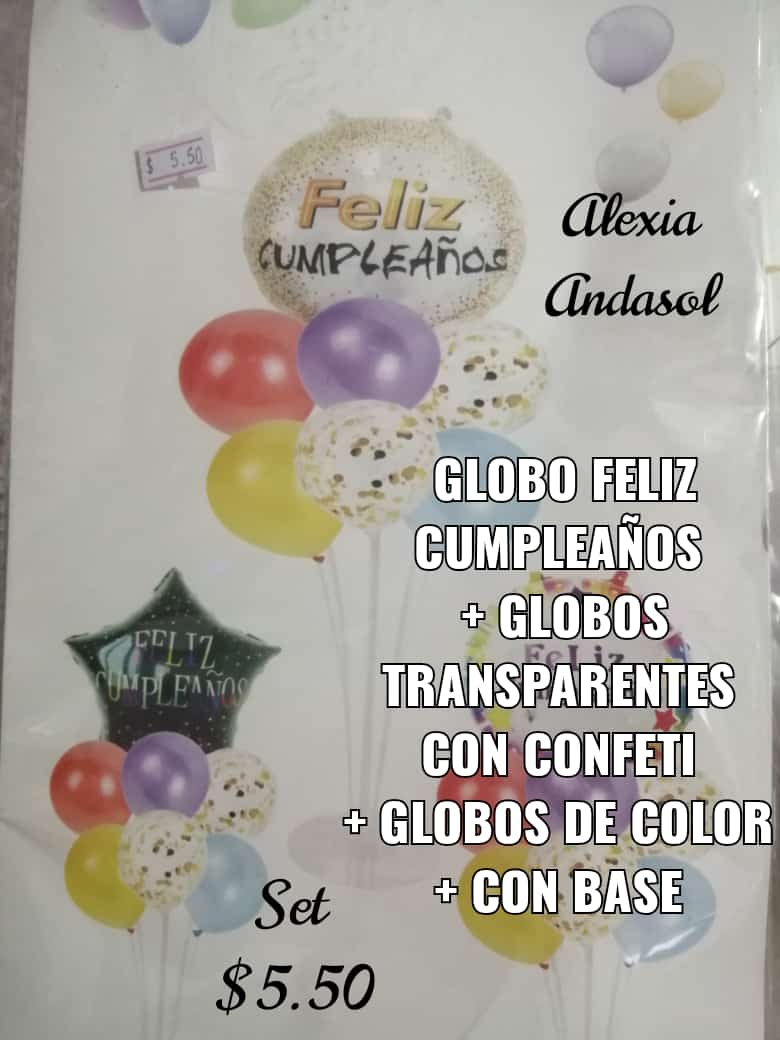 $ 5.50
Feliz
CUMPLEAÑOS
Alexia
Andasol
GLOBO FELIZ
CUMPLEAÑOS
+ GLOBOS
TRANSPARENTES
CON CONFETI
+ GLOBOS DE COLOR
+ CON BASE
FELIZ
CUMPLEAÑOS
FeLiz
Set
$5.50